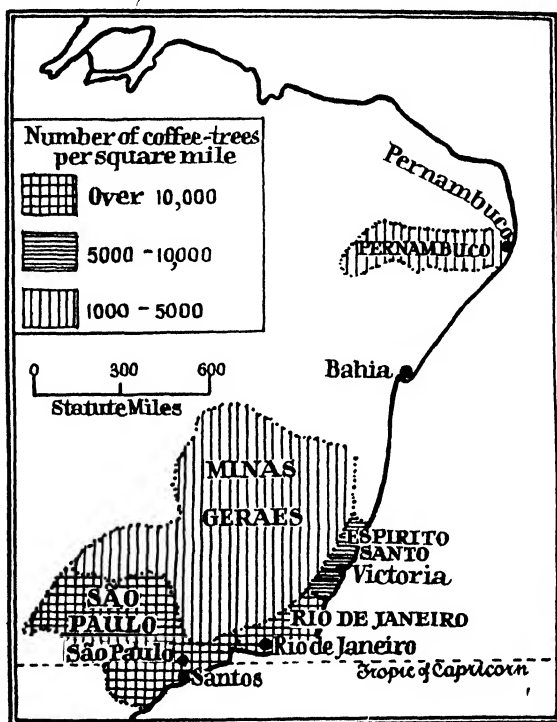 Number of coffee-trees
per square mile
Over 10,000
5000 - 10,000
1000 - 5000
0 300 600
Statute Miles
Pernambuco
PERNAMBUCO
Bahia
MINAS
GERAES
ESPIRITO
SANTO
Victoria
SÃO
PAULO
RIO DE JANEIRO
São Paulo
Rio de Janeiro
Santos
Tropic of Capricorn